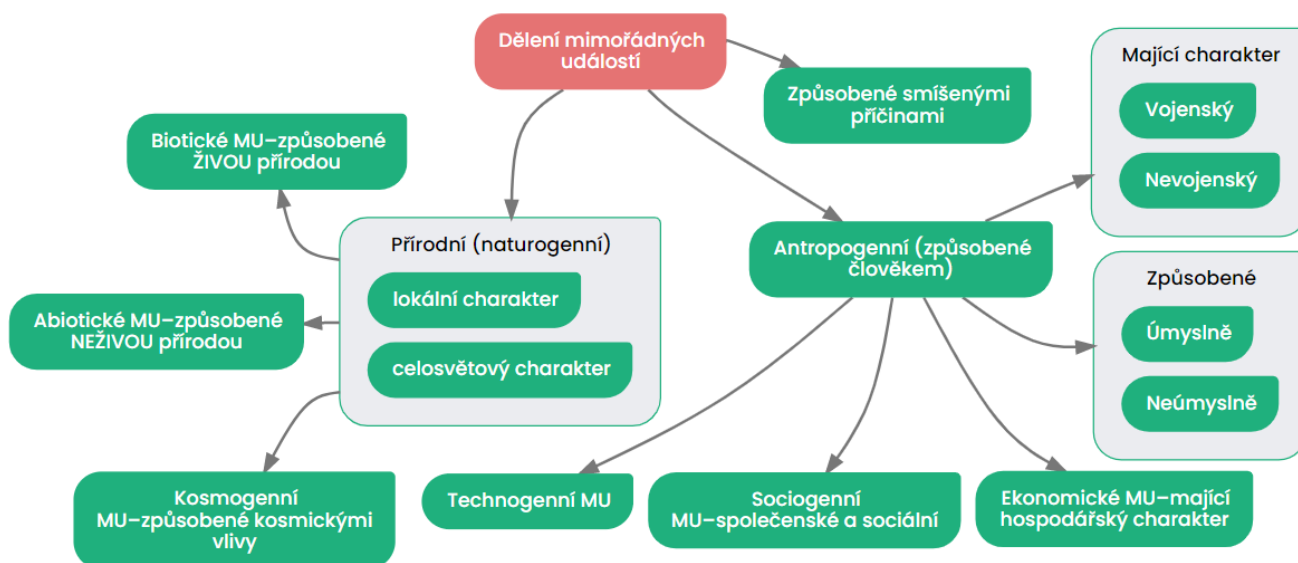 Dělení mimořádných
událostí
Způsobené smíšenými
příčinami
Mající charakter
Vojenský
Nevojenský
Biotické MU–způsobené
ŽIVOU přírodou
Přírodní (naturogenní)
lokální charakter
celosvětový charakter
Antropogenní (způsobené
člověkem)
Způsobené
Úmyslně
Neúmyslně
Abiotické MU–způsobené
NEŽIVOU přírodou
Kosmogenní
MU–způsobené kosmickými
vlivy
Technogenní MU
Sociogenní
MU–společenské a sociální
Ekonomické MU–mající
hospodářský charakter